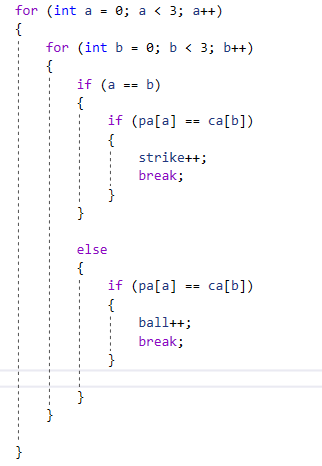 for (int a = 0; a < 3; a++)
{
for (int b = 0; b < 3; b++)
{
if (a == b)
{
if (pa[a] == ca[b])
{
strike++;
break;
}
}
else
{
if (pa[a] == ca[b])
{
ball++;
break;
}
}
}
}